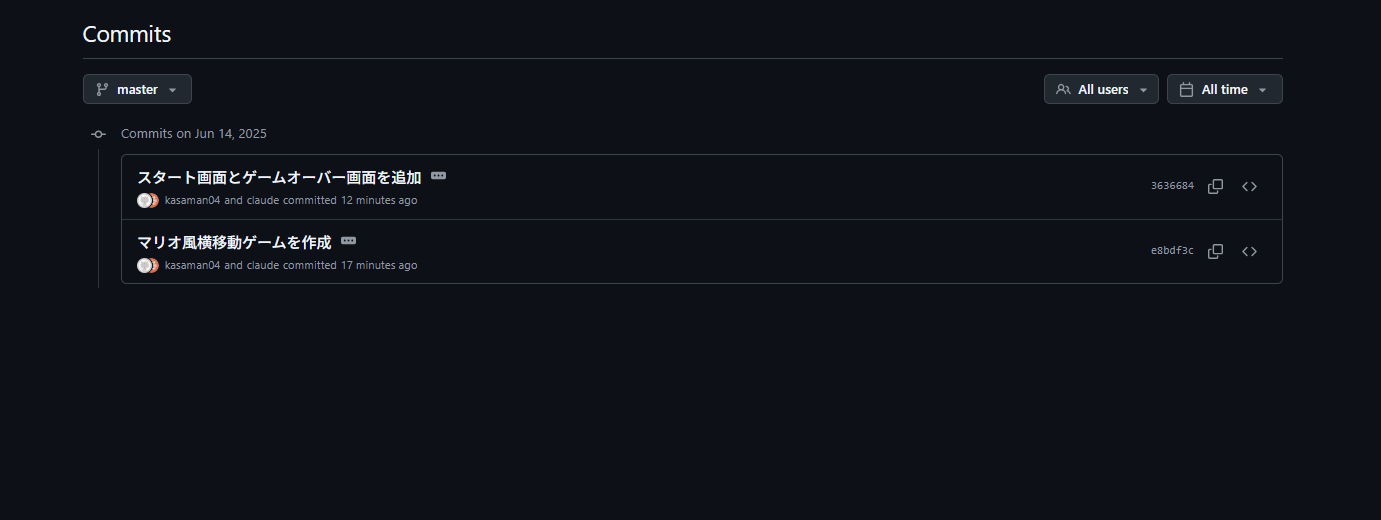 Commits
master
All users
All time
Commits on Jun 14, 2025
スタート画面とゲームオーバー画面を追加
3636684
kasaman04 and claude committed 12 minutes ago
マリオ風横移動ゲームを作成
e8bdf3c
kasaman04 and claude committed 17 minutes ago